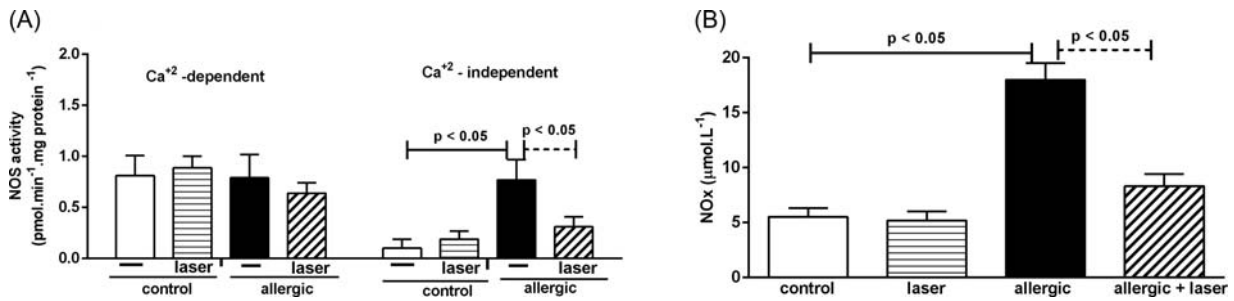 (A)
2.0
1.5
1.0
0.5
0.0
NOS activity
(pmol.min⁻¹.mg protein ⁻¹)
Ca⁺² -dependent
Ca⁺² - independent
p < 0.05
p < 0.05
laser laser laser laser
control allergic control allergic
(B)
20
15
10
5
0
NOx (µmol.L⁻¹)
p < 0.05
p < 0.05
control laser allergic allergic + laser